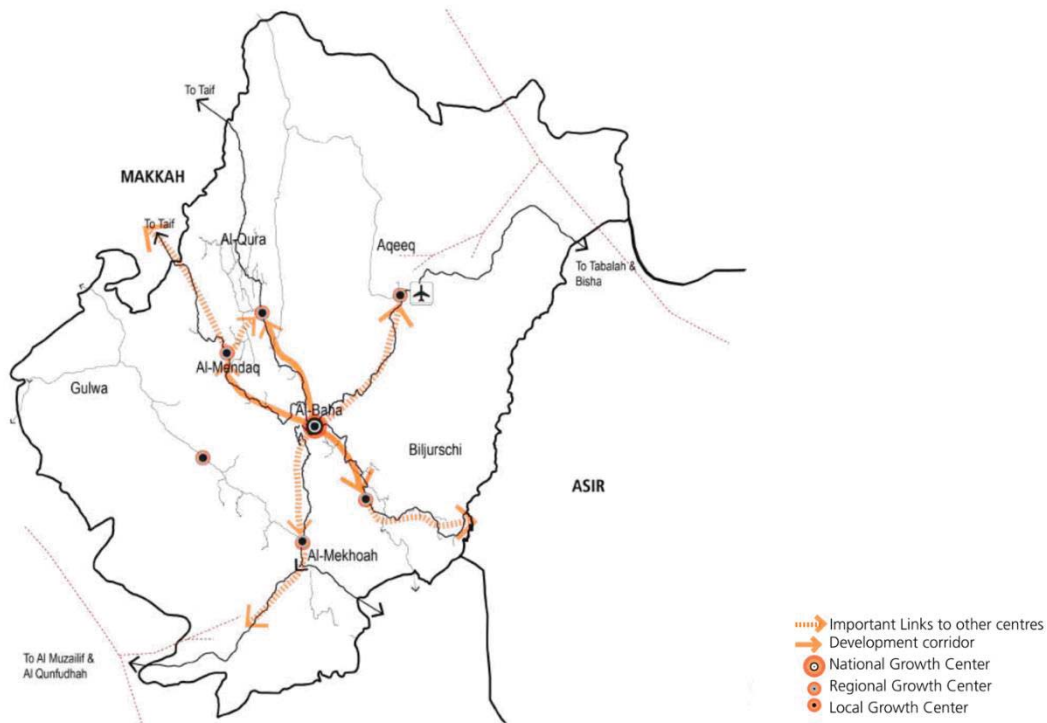 To Taif
MAKKAH
To Taif
Al-Qura
Aqeeq
To Tabalah &
Bisha
Al-Mendaq
Gulwa
Al-Baha
Biljurschi
ASIR
Al-Mekhoah
To Al Muzailif &
Al Qunfudhah
Important Links to other centres
Development corridor
National Growth Center
Regional Growth Center
Local Growth Center